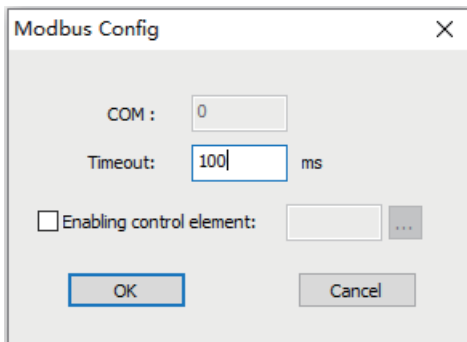 Modbus Config
COM :
0
Timeout:
100
ms
Enabling control element:
...
OK
Cancel